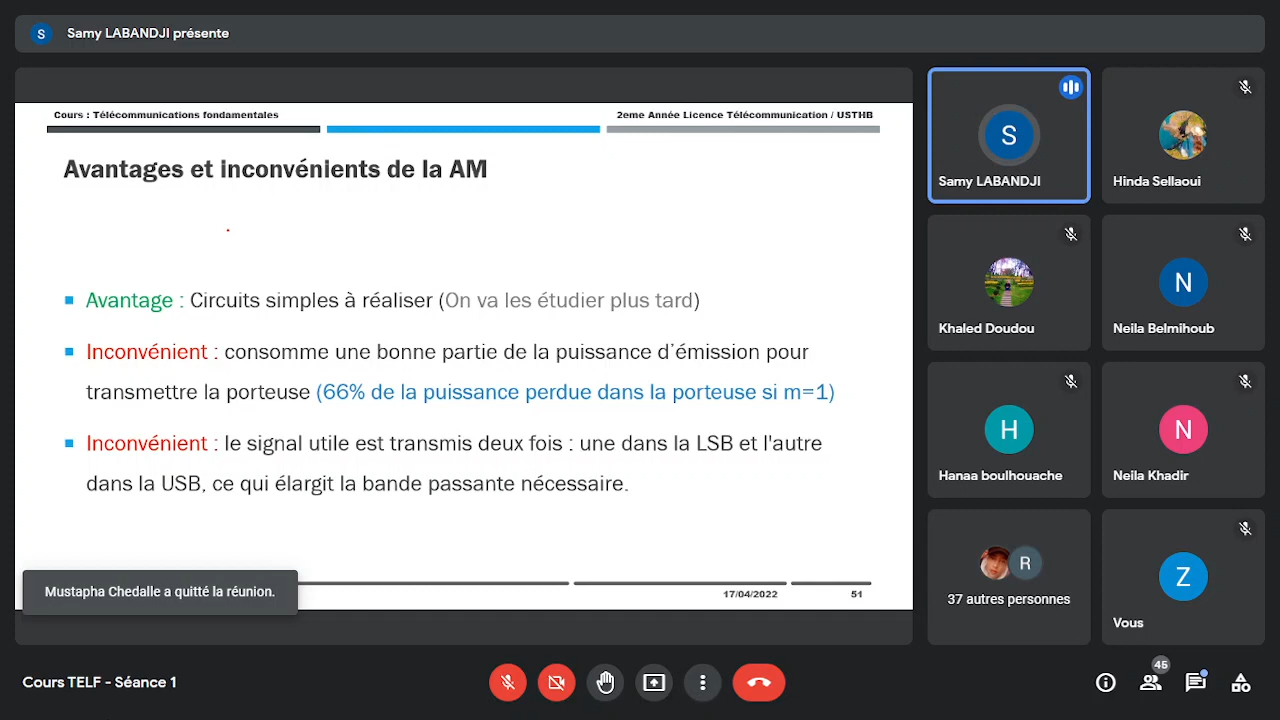 S Samy LABANDJI présente
Cours : Télécommunications fondamentales
2eme Année Licence Télécommunication / USTHB
Avantages et inconvénients de la AM
Avantage : Circuits simples à réaliser (On va les étudier plus tard)
Inconvénient : consomme une bonne partie de la puissance d'émission pour
transmettre la porteuse (66% de la puissance perdue dans la porteuse si m=1)
Inconvénient : le signal utile est transmis deux fois : une dans la LSB et l'autre
dans la USB, ce qui élargit la bande passante nécessaire.
Mustapha Chedalle a quitté la réunion.
17/04/2022
51
S
Samy LABANDJI
Hinda Sellaoui
Khaled Doudou
N
Neila Belmihoub
H
Hanaa boulhouache
N
Neila Khadir
R
37 autres personnes
Z
Vous
Cours TELF - Séance 1
45